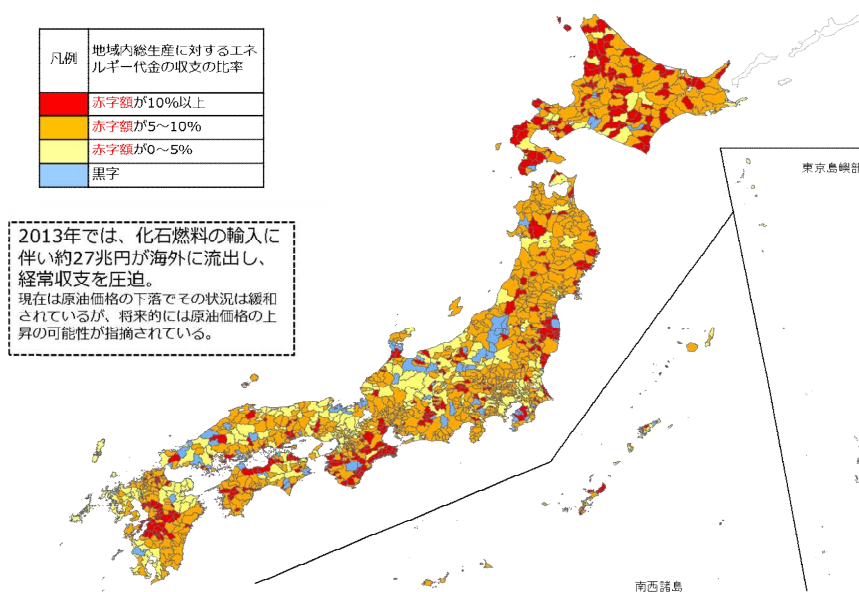 凡例
地域内総生産に対するエネ
ルギー代金の収支の比率
赤字額が10%以上
赤字額が5～10%
赤字額が0～5%
黒字
2013年では、化石燃料の輸入に
伴い約27兆円が海外に流出し、
経常収支を圧迫。
現在は原油価格の下落でその状況は緩和
されているが、将来的には原油価格の上
昇の可能性が指摘されている。
東京島嶼部
南西諸島